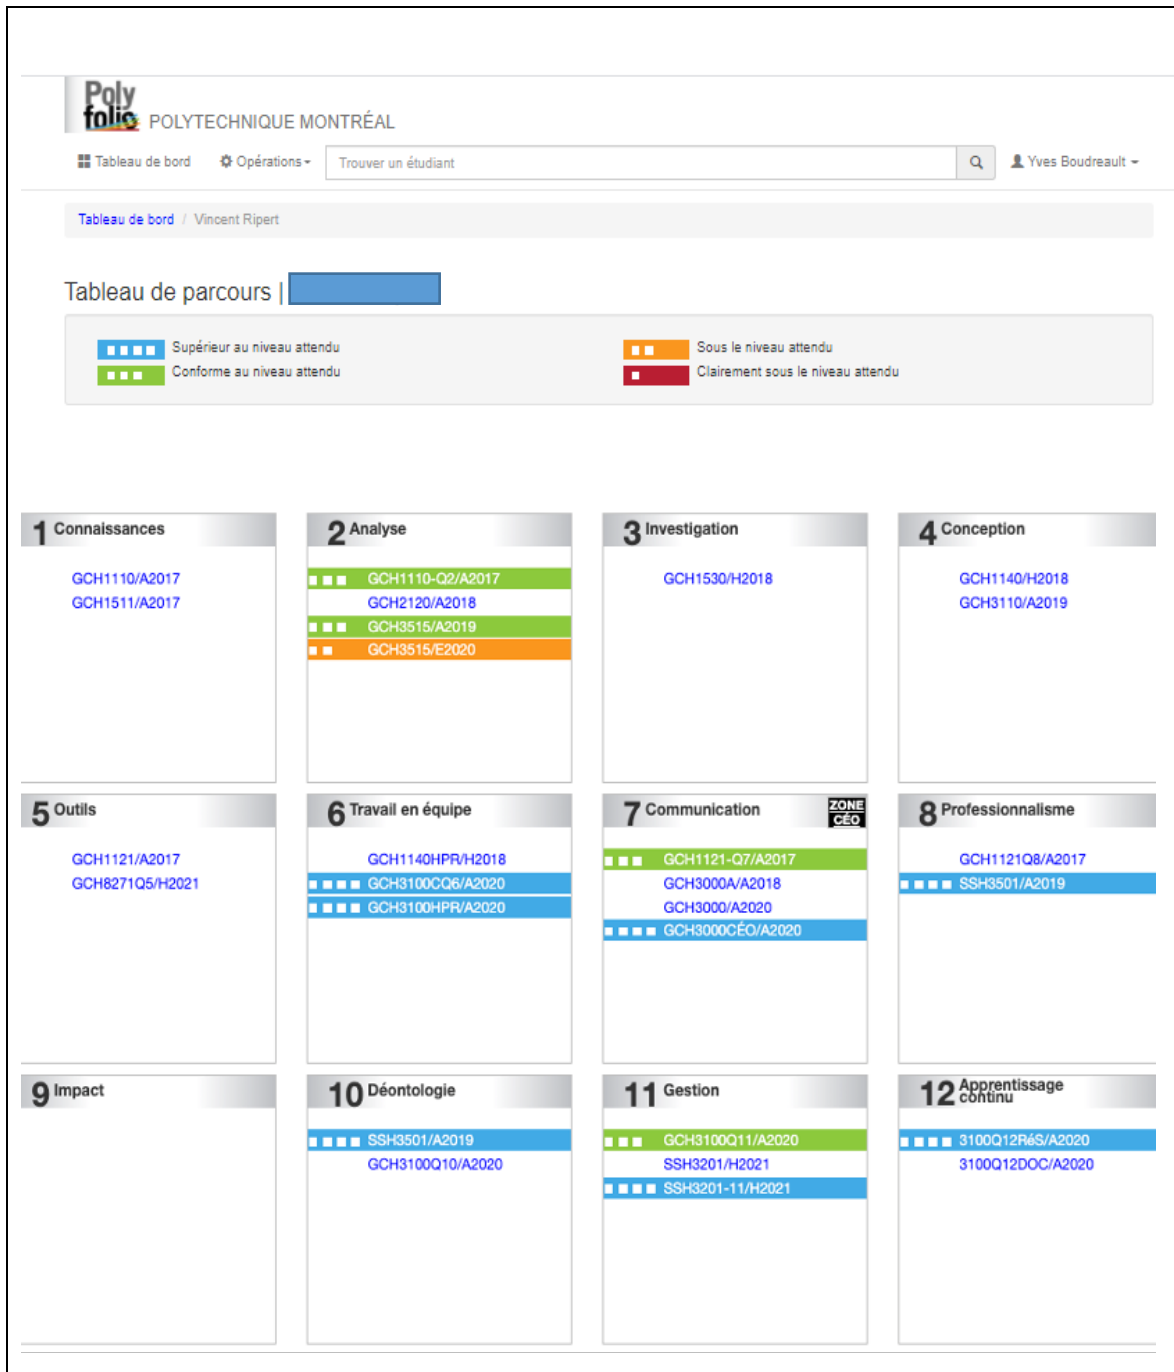 Poly
folio POLYTECHNIQUE MONTRÉAL
Tableau de bord Opérations Trouver un étudiant Yves Boudreault
Tableau de bord / Vincent Ripert
Tableau de parcours |
Supérieur au niveau attendu Sous le niveau attendu
Conforme au niveau attendu Clairement sous le niveau attendu
1 Connaissances
GCH1110/A2017
GCH1511/A2017
2 Analyse
GCH1110-Q2/A2017
GCH2120/A2018
GCH3515/A2019
GCH3515/E2020
3 Investigation
GCH1530/H2018
4 Conception
GCH1140/H2018
GCH3110/A2019
5 Outils
GCH1121/A2017
GCH8271Q5/H2021
6 Travail en équipe
GCH1140HPR/H2018
GCH3100CQ6/A2020
GCH3100HPR/A2020
7 Communication
ZONE
CÉO
GCH1121-Q7/A2017
GCH3000A/A2018
GCH3000/A2020
GCH3000CÉO/A2020
8 Professionnalisme
GCH1121Q8/A2017
SSH3501/A2019
9 Impact
10 Déontologie
SSH3501/A2019
GCH3100Q10/A2020
11 Gestion
GCH3100Q11/A2020
SSH3201/H2021
SSH3201-11/H2021
12 Apprentissage
continu
3100Q12RéS/A2020
3100Q12DOC/A2020